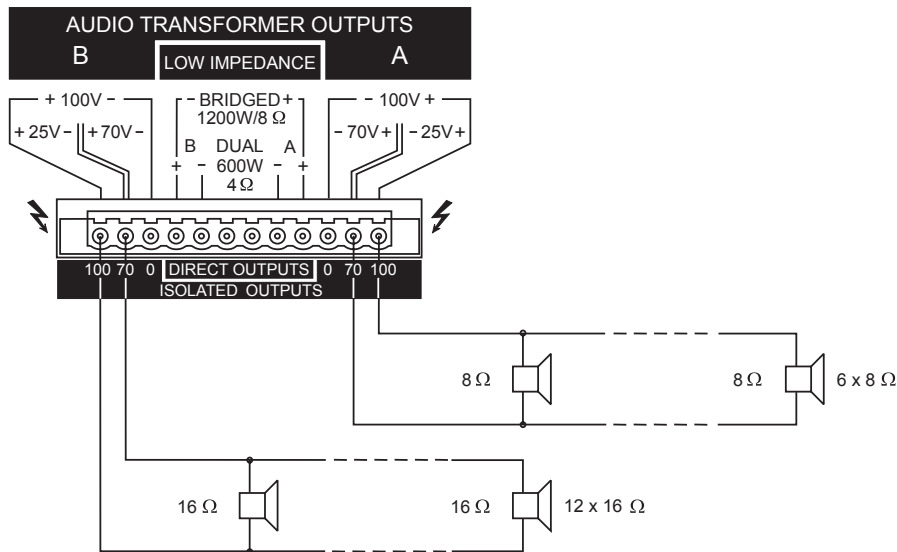 AUDIO TRANSFORMER OUTPUTS
B LOW IMPEDANCE A
+ 100V - - BRIDGED + - 100V +
1200W/8 Ω
+ 25V - + 70V - - 70V + - 25V +
B DUAL A
+ - 600W - +
4 Ω
100 70 0 DIRECT OUTPUTS 0 70 100
ISOLATED OUTPUTS
8 Ω 8 Ω 6 x 8 Ω
16 Ω 16 Ω 12 x 16 Ω